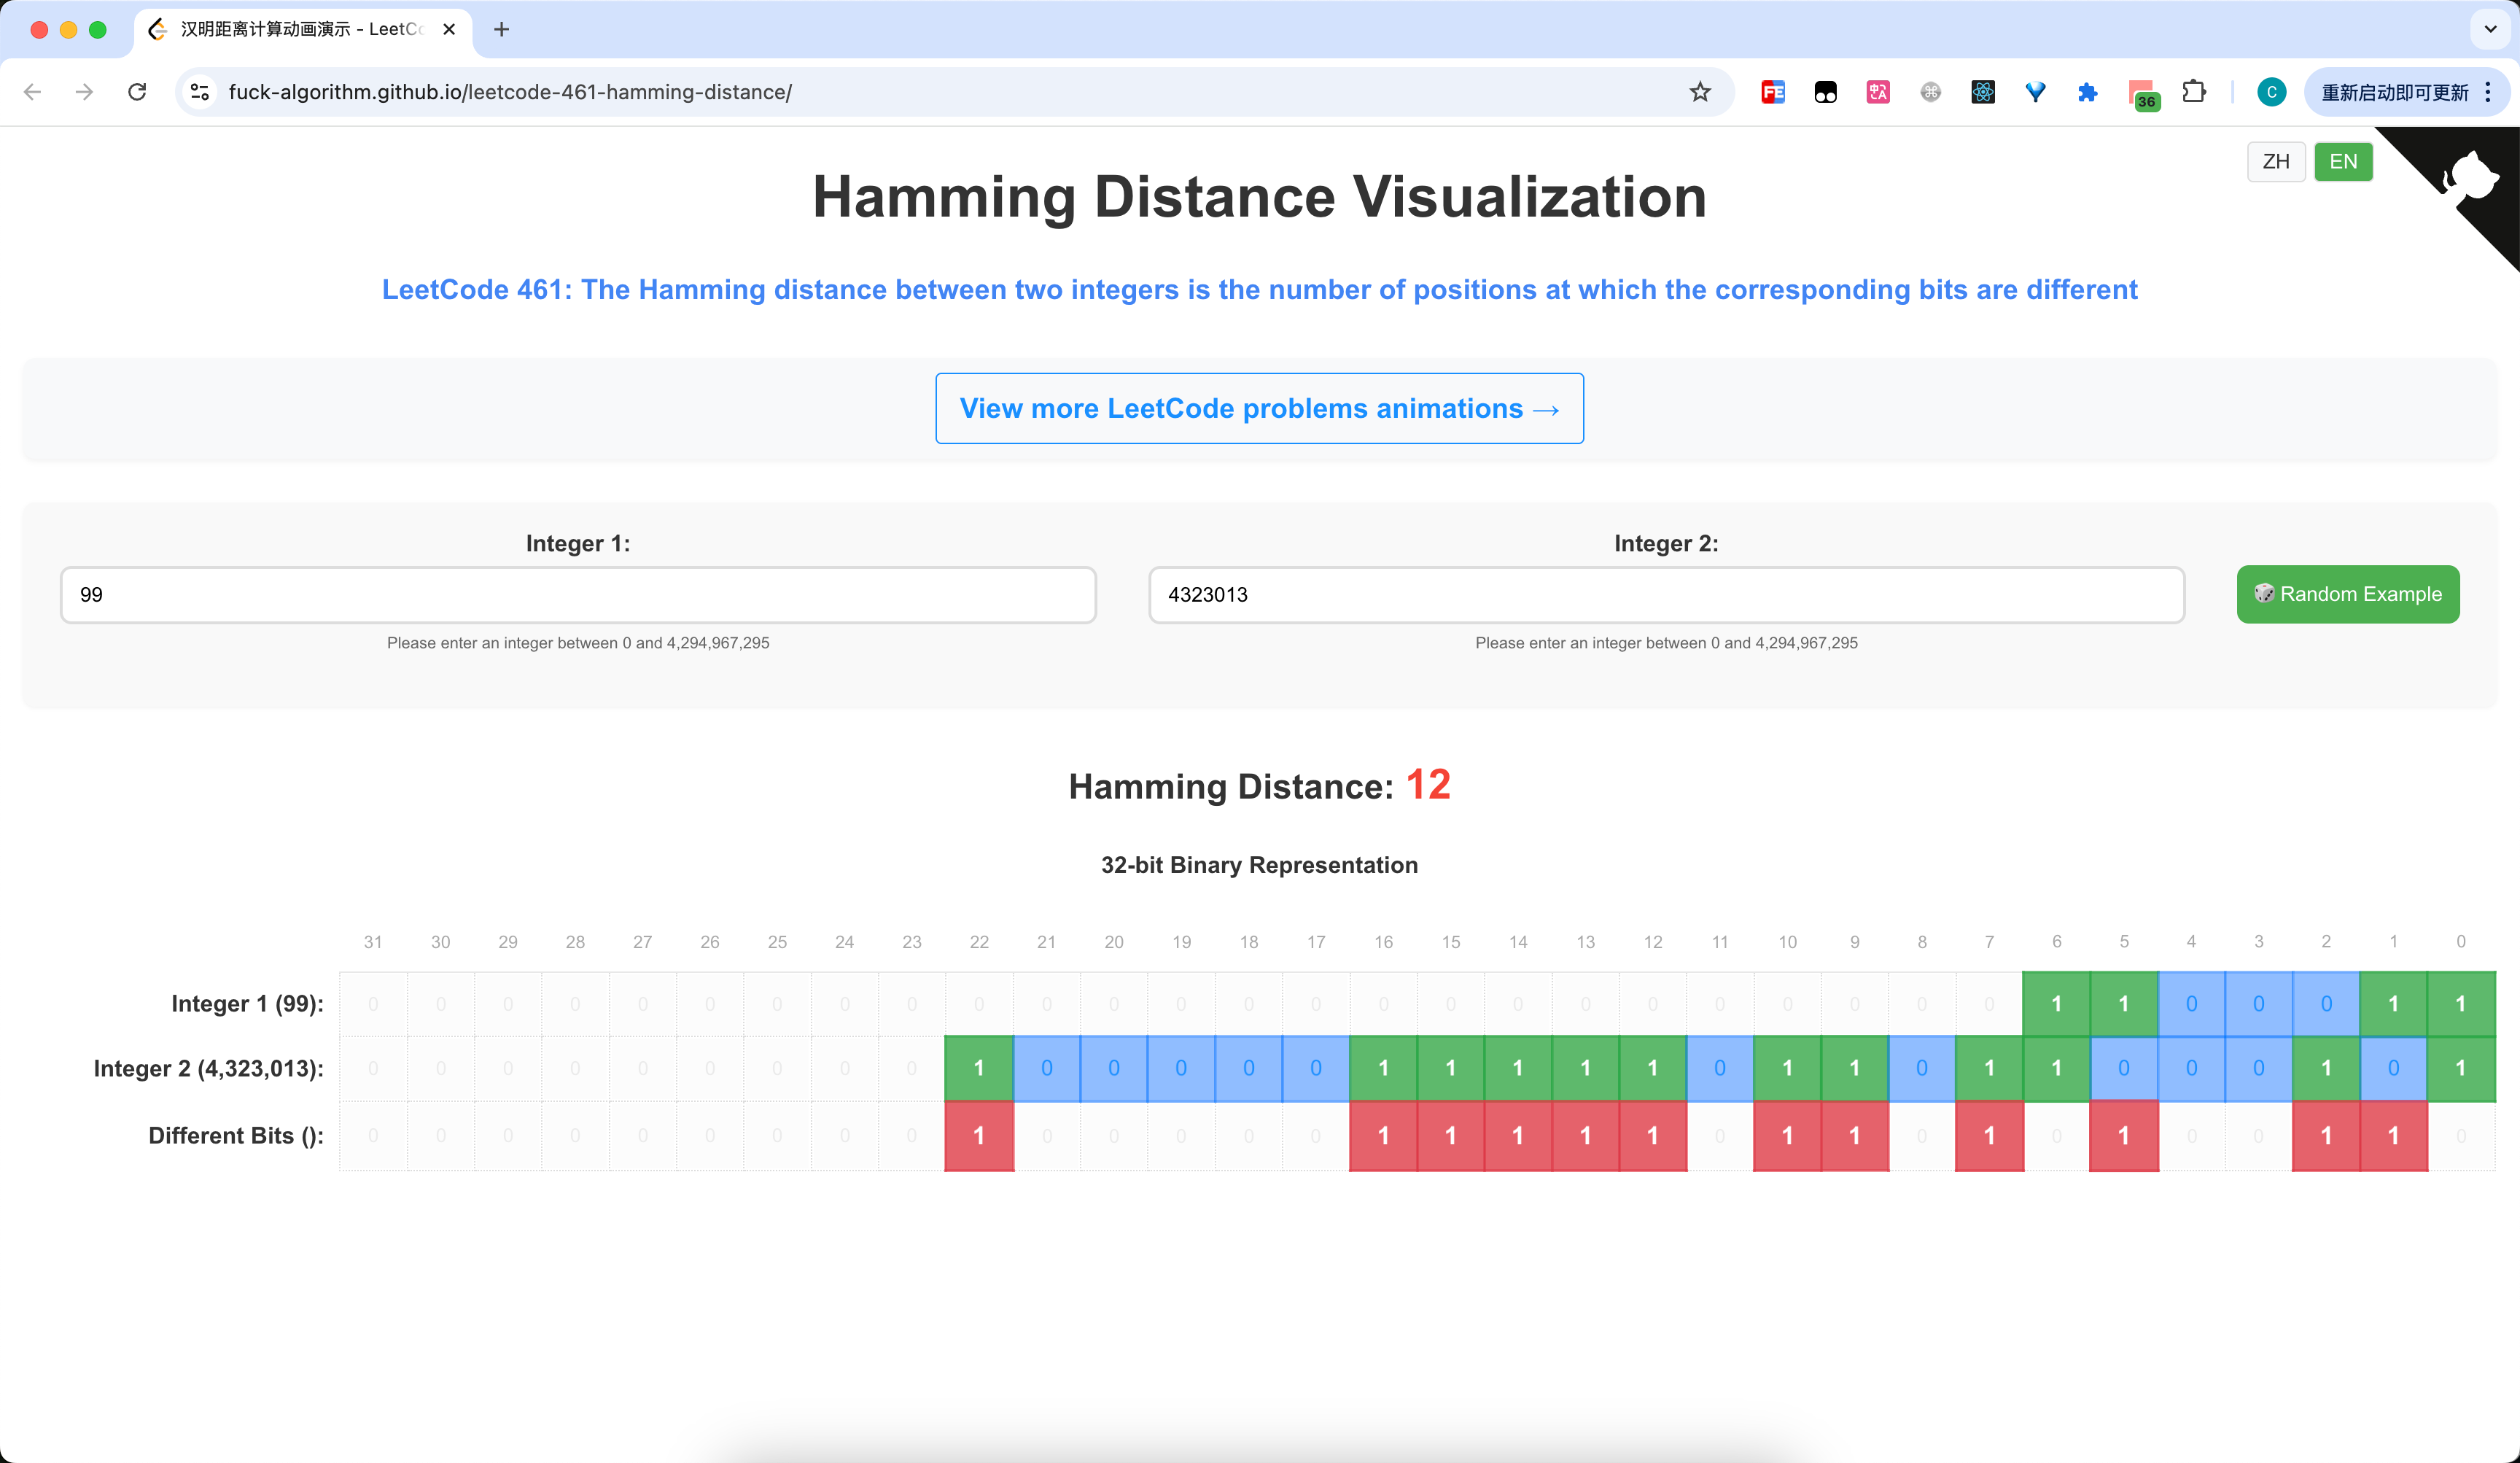 汉明距离计算动画演示 - LeetCo
fuck-algorithm.github.io/leetcode-461-hamming-distance/
FE
36
C
重新启动即可更新
ZH EN
Hamming Distance Visualization
LeetCode 461: The Hamming distance between two integers is the number of positions at which the corresponding bits are different
View more LeetCode problems animations →
Integer 1: Integer 2:
99 4323013 🎲 Random Example
Please enter an integer between 0 and 4,294,967,295 Please enter an integer between 0 and 4,294,967,295
Hamming Distance: 12
32-bit Binary Representation
31 30 29 28 27 26 25 24 23 22 21 20 19 18 17 16 15 14 13 12 11 10 9 8 7 6 5 4 3 2 1 0
Integer 1 (99): 0 0 0 0 0 0 0 0 0 0 0 0 0 0 0 0 0 0 0 0 0 0 0 0 0 1 1 0 0 0 1 1
Integer 2 (4,323,013): 0 0 0 0 0 0 0 0 0 1 0 0 0 0 0 1 1 1 1 1 0 1 1 0 1 1 0 0 0 1 0 1
Different Bits (): 0 0 0 0 0 0 0 0 0 1 0 0 0 0 0 1 1 1 1 1 0 1 1 0 1 0 1 0 0 1 1 0